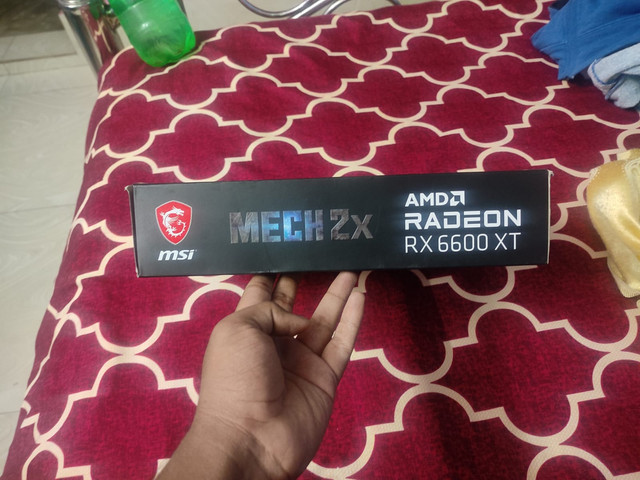 msi
MECH 2x
AMD
RADEON
RX 6600 XT